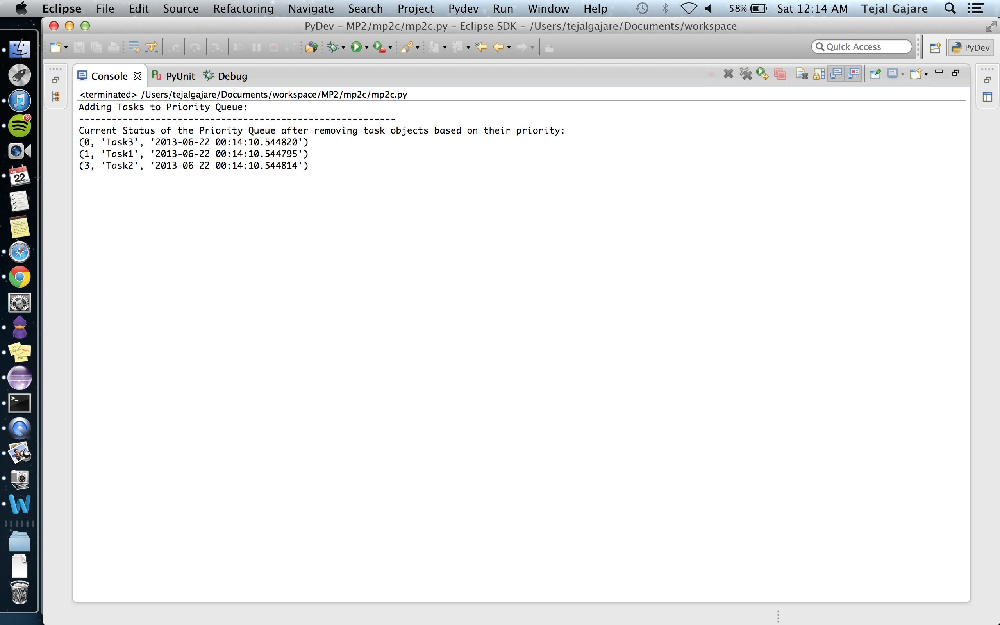 Eclipse File Edit Source Refactoring Navigate Search Project Pydev Run Window Help 58% Sat 12:14 AM Tejal Gajare
PyDev – MP2/mp2c/mp2c.py – Eclipse SDK – /Users/tejalgajare/Documents/workspace
Quick Access PyDev
Console PyUnit Debug
<terminated> /Users/tejalgajare/Documents/workspace/MP2/mp2c/mp2c.py
Adding Tasks to Priority Queue:
----------------------------------------------------------
Current Status of the Priority Queue after removing task objects based on their priority:
(0, 'Task3', '2013-06-22 00:14:10.544820')
(1, 'Task1', '2013-06-22 00:14:10.544795')
(3, 'Task2', '2013-06-22 00:14:10.544814')
3
JUN
22